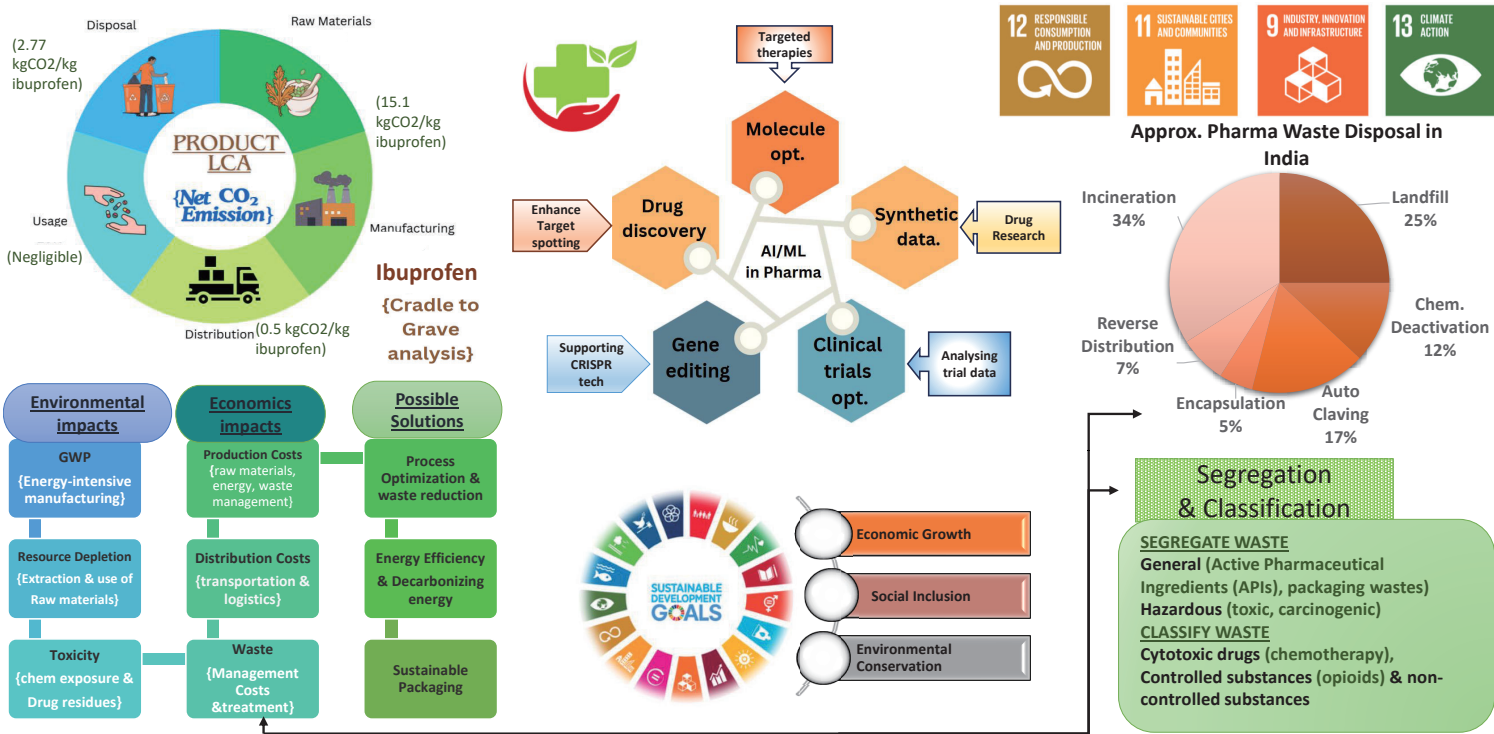 Disposal
Raw Materials
(2.77
kgCO2/kg
ibuprofen)
(15.1
kgCO2/kg
ibuprofen)
PRODUCT
LCA
{Net CO₂
Emission}
Usage
(Negligible)
Manufacturing
Distribution
(0.5 kgCO2/kg
ibuprofen)
Ibuprofen
{Cradle to
Grave
analysis}
Targeted
therapies
Molecule
opt.
Enhance
Target
spotting
Drug
discovery
Synthetic
data.
Drug
Research
AI/ML
in Pharma
Supporting
CRISPR
tech
Gene
editing
Clinical
trials
opt.
Analysing
trial data
12 RESPONSIBLE
CONSUMPTION
AND PRODUCTION
11 SUSTAINABLE CITIES
AND COMMUNITIES
9 INDUSTRY, INNOVATION
AND INFRASTRUCTURE
13 CLIMATE
ACTION
Approx. Pharma Waste Disposal in
India
Incineration
34%
Landfill
25%
Chem.
Deactivation
12%
Reverse
Distribution
7%
Encapsulation
5%
Auto
Claving
17%
Environmental
impacts
GWP
{Energy-intensive
manufacturing}
Resource Depletion
{Extraction & use of
Raw materials}
Toxicity
{chem exposure &
Drug residues}
Economics
impacts
Production Costs
{raw materials,
energy, waste
management}
Distribution Costs
{transportation &
logistics}
Waste
{Management
Costs
&treatment}
Possible
Solutions
Process
Optimization &
waste reduction
Energy Efficiency
& Decarbonizing
energy
Sustainable
Packaging
SUSTAINABLE
DEVELOPMENT
GOALS
Economic Growth
Social Inclusion
Environmental
Conservation
Segregation
& Classification
SEGREGATE WASTE
General (Active Pharmaceutical
Ingredients (APIs), packaging wastes)
Hazardous (toxic, carcinogenic)
CLASSIFY WASTE
Cytotoxic drugs (chemotherapy),
Controlled substances (opioids) & non-
controlled substances